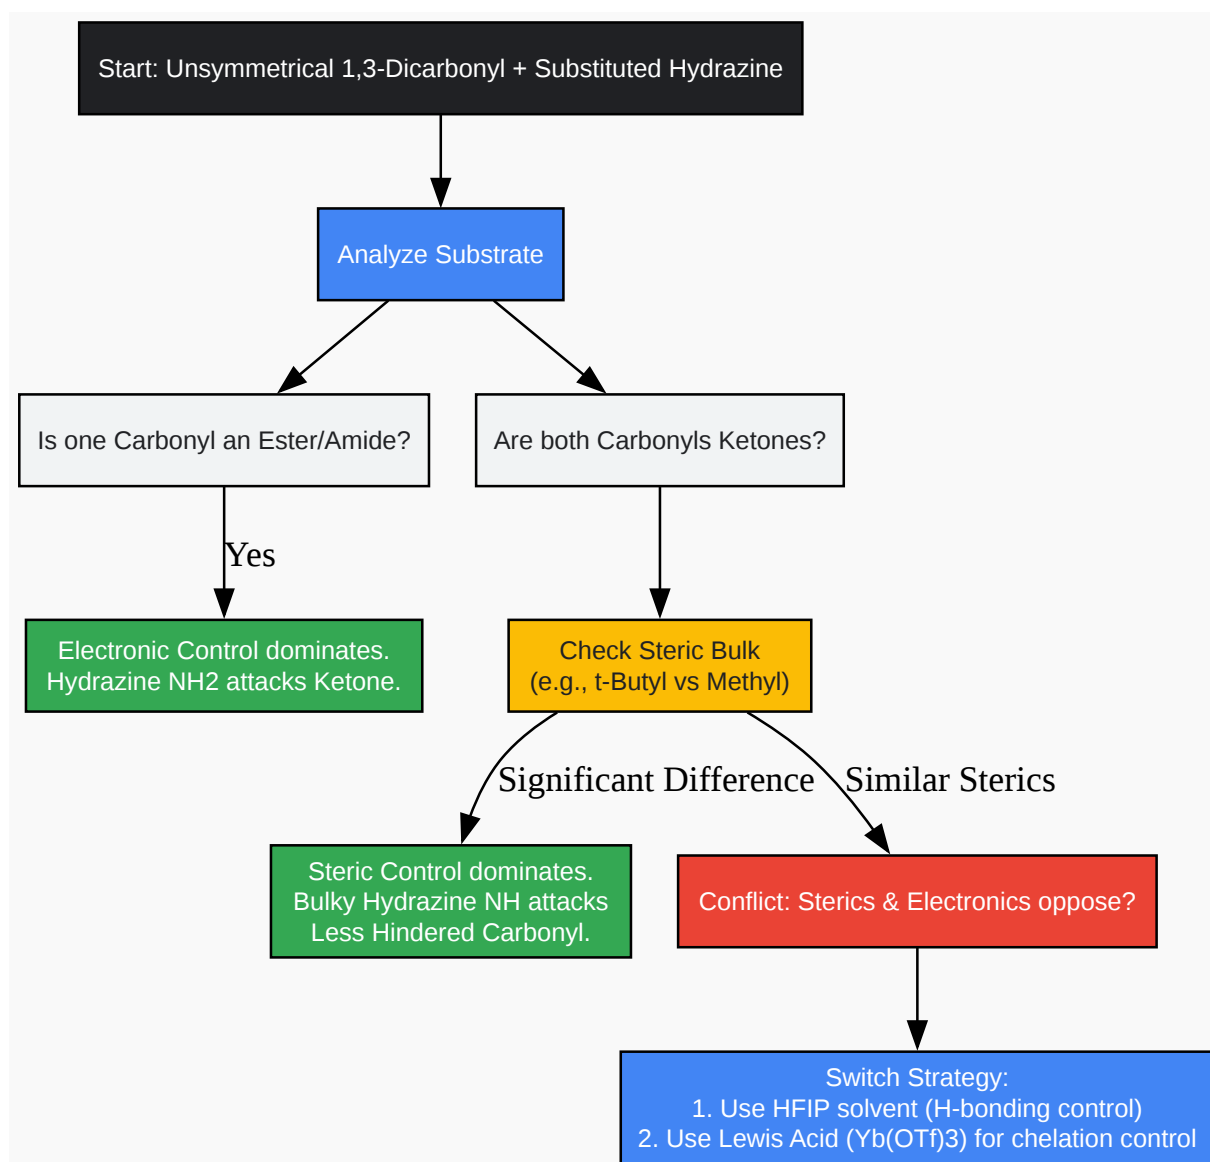 Start: Unsymmetrical 1,3-Dicarbonyl + Substituted Hydrazine
Analyze Substrate
Is one Carbonyl an Ester/Amide?
Are both Carbonyls Ketones?
Yes
Electronic Control dominates.
Hydrazine NH2 attacks Ketone.
Check Steric Bulk
(e.g., t-Butyl vs Methyl)
Significant Difference
Similar Sterics
Steric Control dominates.
Bulky Hydrazine NH attacks
Less Hindered Carbonyl.
Conflict: Sterics & Electronics oppose?
Switch Strategy:
1. Use HFIP solvent (H-bonding control)
2. Use Lewis Acid (Yb(OTf)3) for chelation control